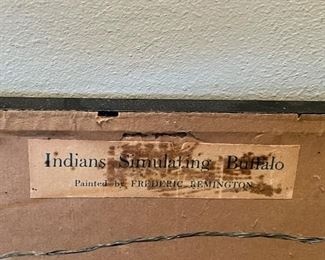 Indians Simulating Buffalo
Painted by FREDERIC REMINGTON